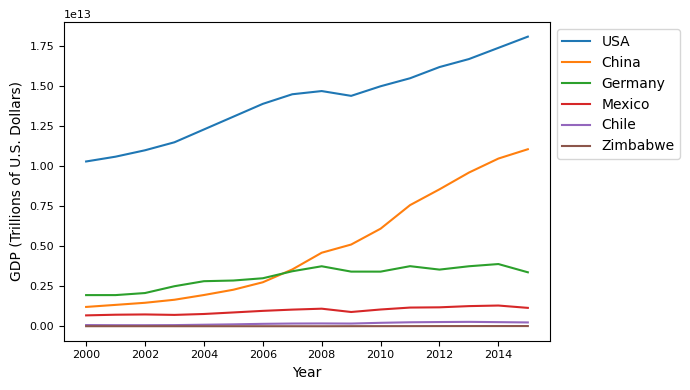 1e13
GDP (Trillions of U.S. Dollars)
1.75
1.50
1.25
1.00
0.75
0.50
0.25
0.00
2000 2002 2004 2006 2008 2010 2012 2014
Year
USA
China
Germany
Mexico
Chile
Zimbabwe